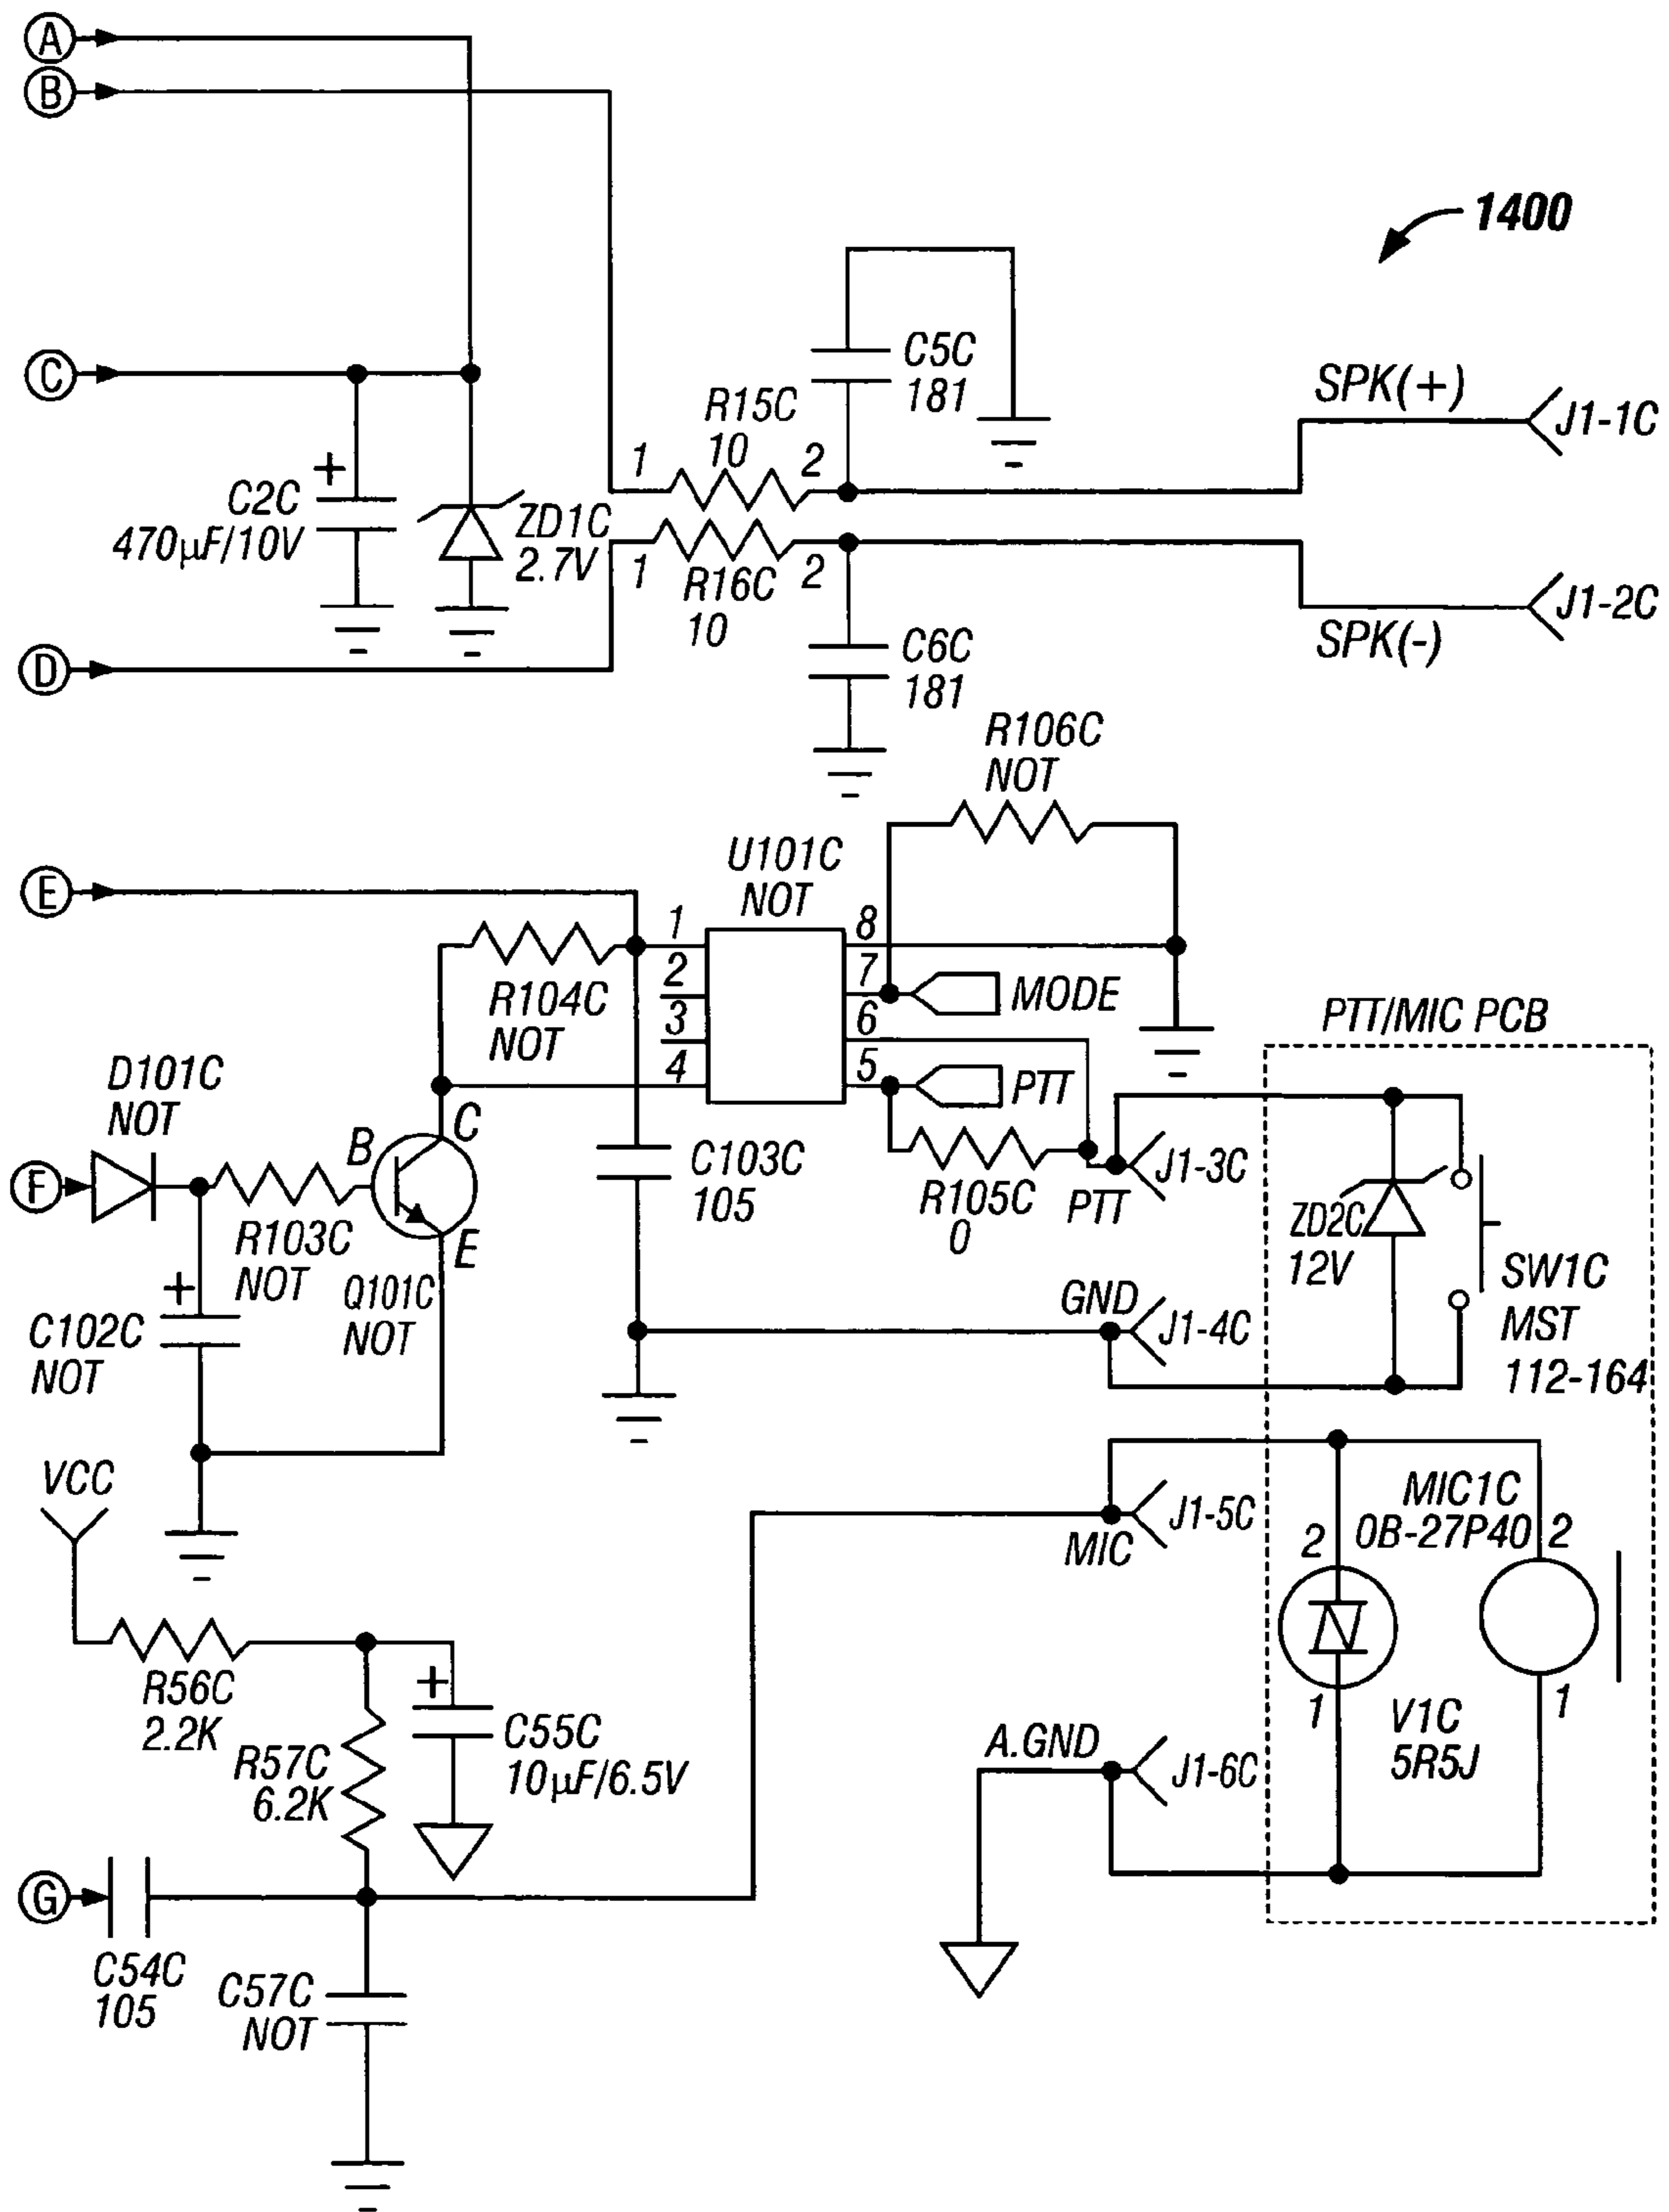 A
B
1400
C
C5C
181
SPK(+)
J1-1C
R15C
10
1
2
+
C2C
470µF/10V
ZD1C
2.7V
1
2
R16C
10
J1-2C
SPK(-)
D
C6C
181
R106C
NOT
U101C
NOT
E
1
2
3
4
8
7
6
5
R104C
NOT
MODE
PTT
PTT/MIC PCB
D101C
NOT
F
B
C
E
R103C
NOT
Q101C
NOT
+
C102C
NOT
C103C
105
R105C
0
PTT
J1-3C
ZD2C
12V
SW1C
MST
112-164
GND
J1-4C
VCC
MIC
J1-5C
MIC1C
0B-27P40
2
2
1
1
V1C
5R5J
R56C
2.2K
+
C55C
10µF/6.5V
R57C
6.2K
A.GND
J1-6C
G
C54C
105
C57C
NOT